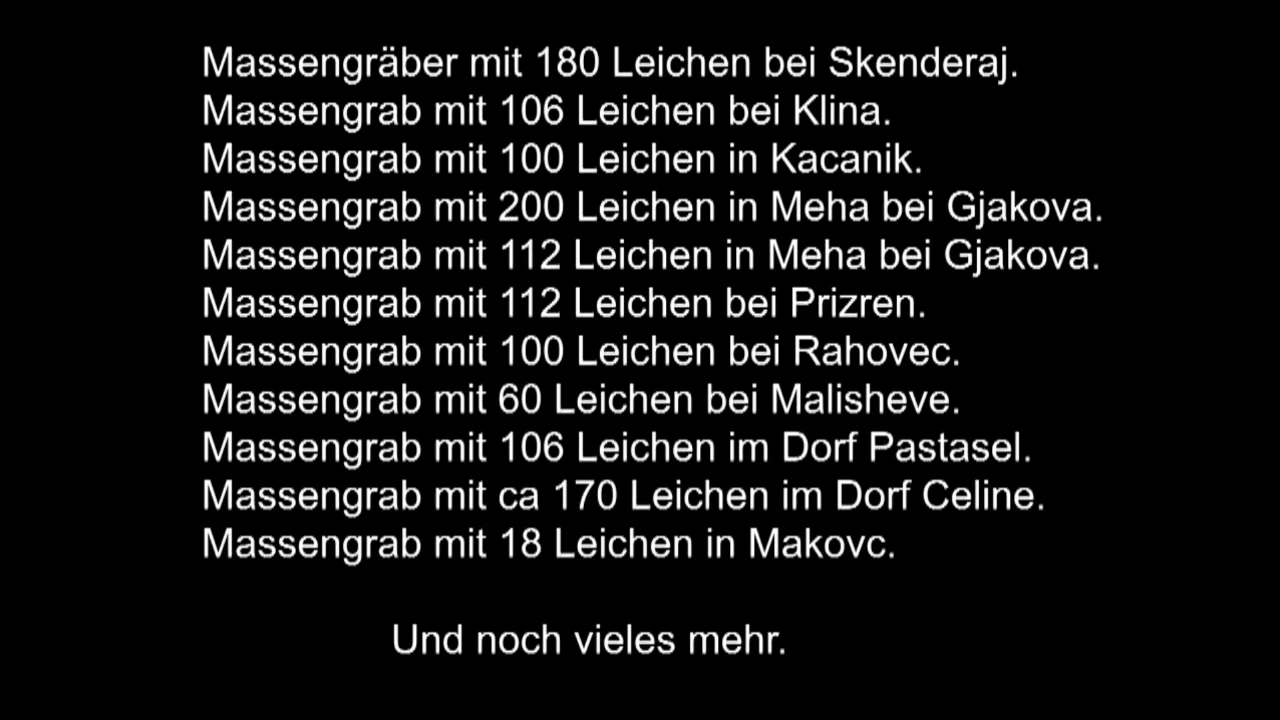 Massengräber mit 180 Leichen bei Skenderaj.
Massengrab mit 106 Leichen bei Klina.
Massengrab mit 100 Leichen in Kacanik.
Massengrab mit 200 Leichen in Meha bei Gjakova.
Massengrab mit 112 Leichen in Meha bei Gjakova.
Massengrab mit 112 Leichen bei Prizren.
Massengrab mit 100 Leichen bei Rahovec.
Massengrab mit 60 Leichen bei Malisheve.
Massengrab mit 106 Leichen im Dorf Pastasel.
Massengrab mit ca 170 Leichen im Dorf Celine.
Massengrab mit 18 Leichen in Makovc.
Und noch vieles mehr.